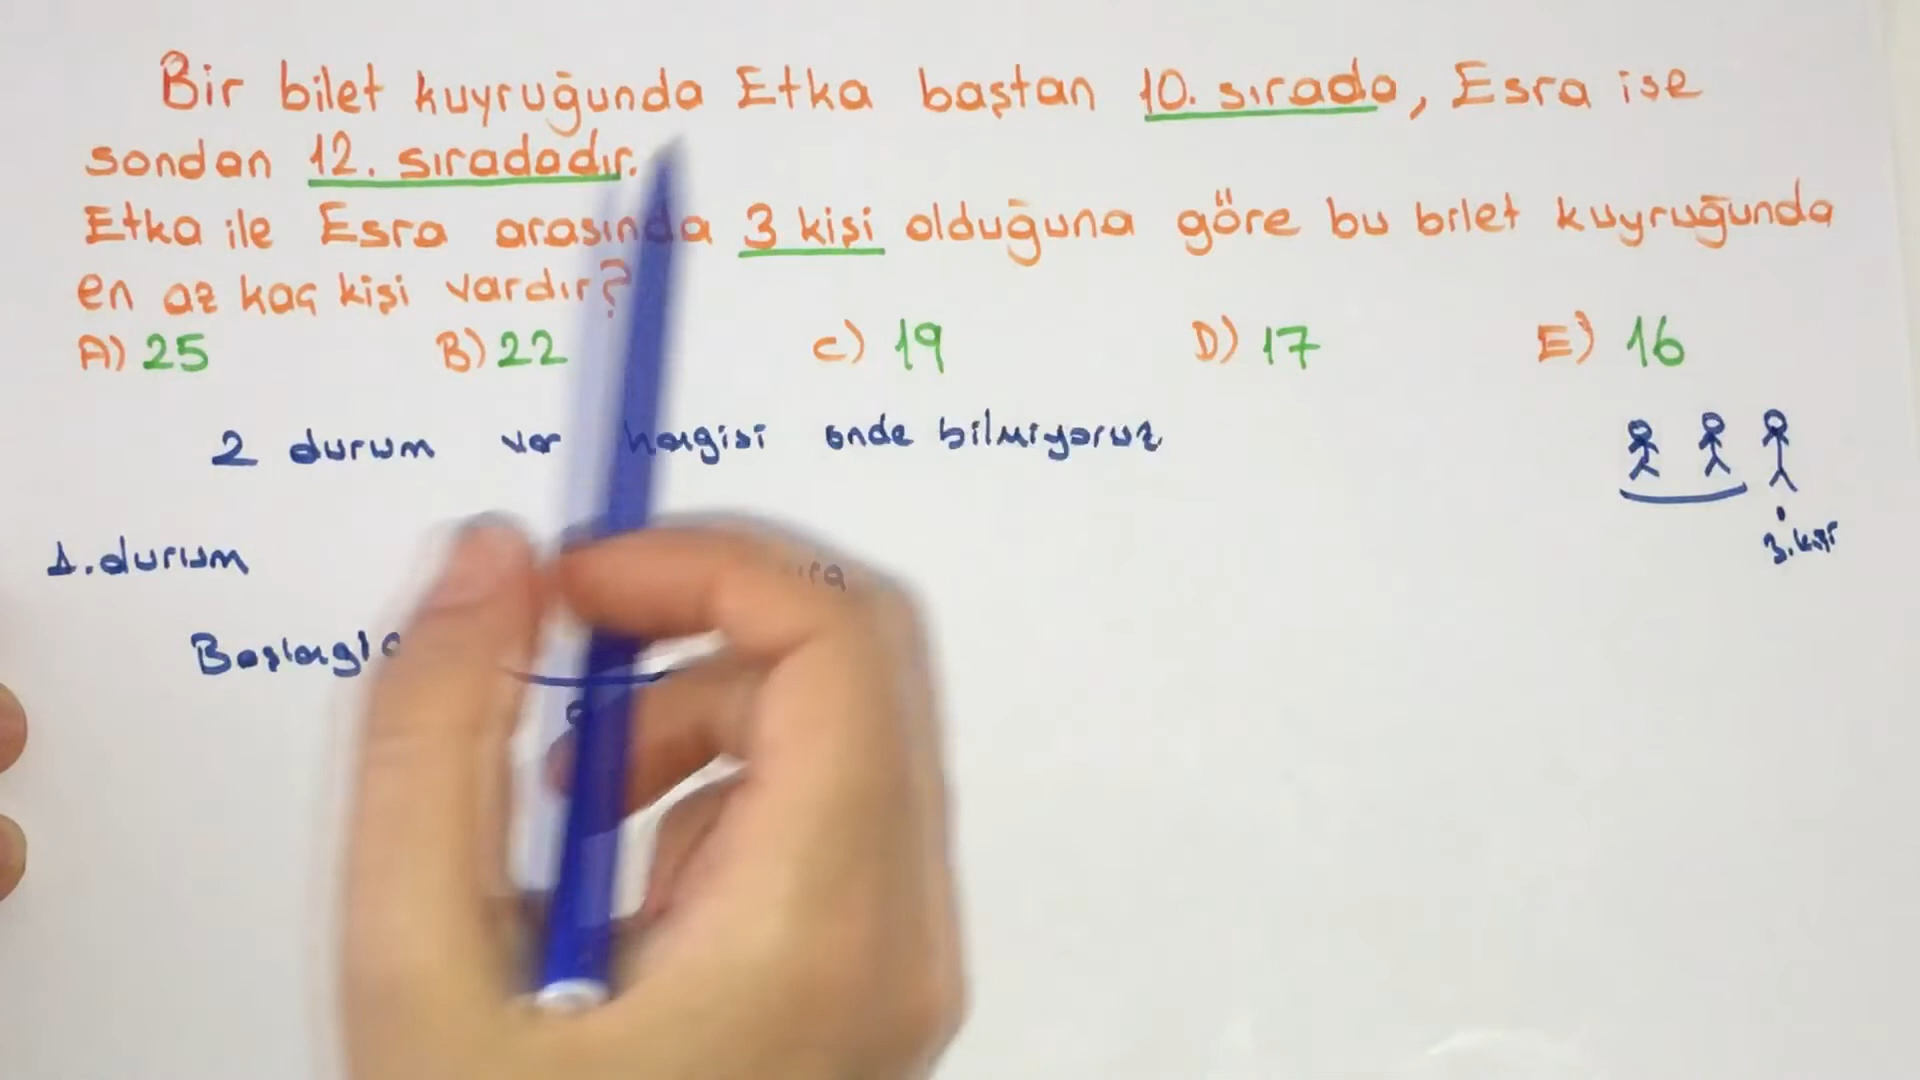 Bir bilet kuyruğunda Etka baştan 10. sırada, Esra ise
sondan 12. sıradadır.
Etka ile Esra arasında 3 kişi olduğuna göre bu bilet kuyruğunda
en az kaç kişi vardır?
A) 25 B) 22 C) 19 D) 17 E) 16
2 durum var hangisi önde bilmiyoruz
3. kişi
1. durum